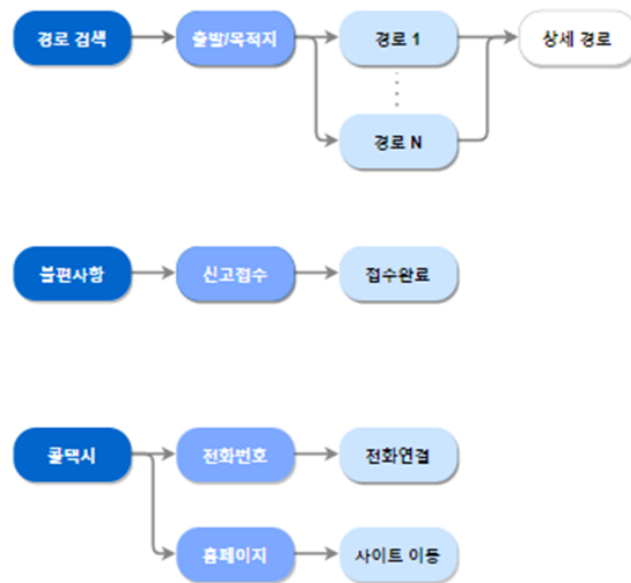 경로 검색
출발/목적지
경로 1
상세 경로
경로 N
불편사항
신고접수
접수완료
콜택시
전화번호
전화연결
홈페이지
사이트 이동